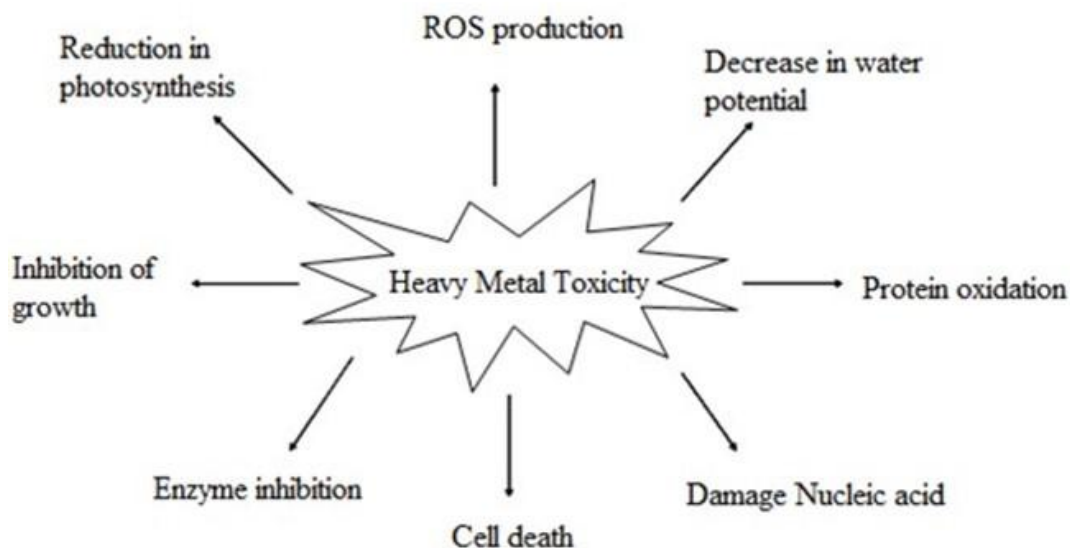 ROS production
Reduction in
photosynthesis
Decrease in water
potential
Inhibition of
growth
Heavy Metal Toxicity
Protein oxidation
Enzyme inhibition
Cell death
Damage Nucleic acid